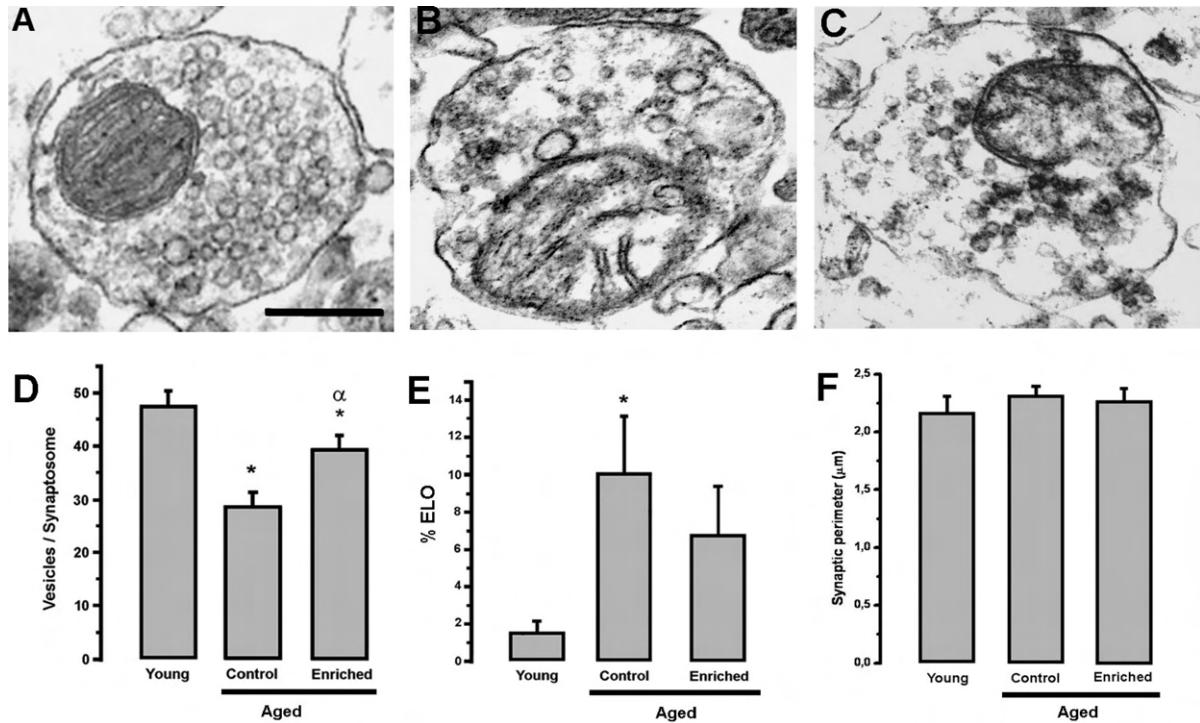 A
B
C
D
Vesicles / Synaptosome
50
40
30
20
10
0
*
α
*
Young
Control
Enriched
Aged
E
% ELO
14
12
10
8
6
4
2
0
*
Young
Control
Enriched
Aged
F
Synaptic perimeter (μm)
2,5
2,0
1,5
1,0
0,5
0,0
Young
Control
Enriched
Aged